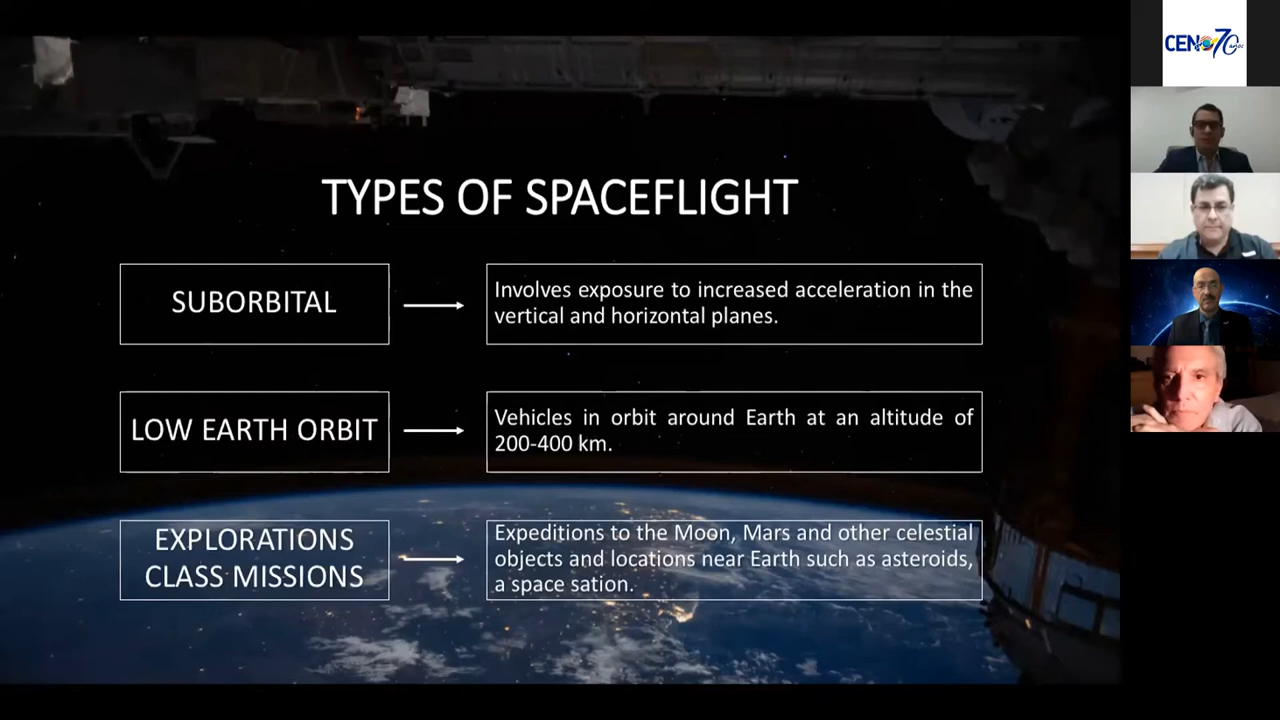 TYPES OF SPACEFLIGHT
SUBORBITAL
Involves exposure to increased acceleration in the
vertical and horizontal planes.
LOW EARTH ORBIT
Vehicles in orbit around Earth at an altitude of
200-400 km.
EXPLORATIONS
CLASS MISSIONS
Expeditions to the Moon, Mars and other celestial
objects and locations near Earth such as asteroids,
a space sation.
CEN
70
años